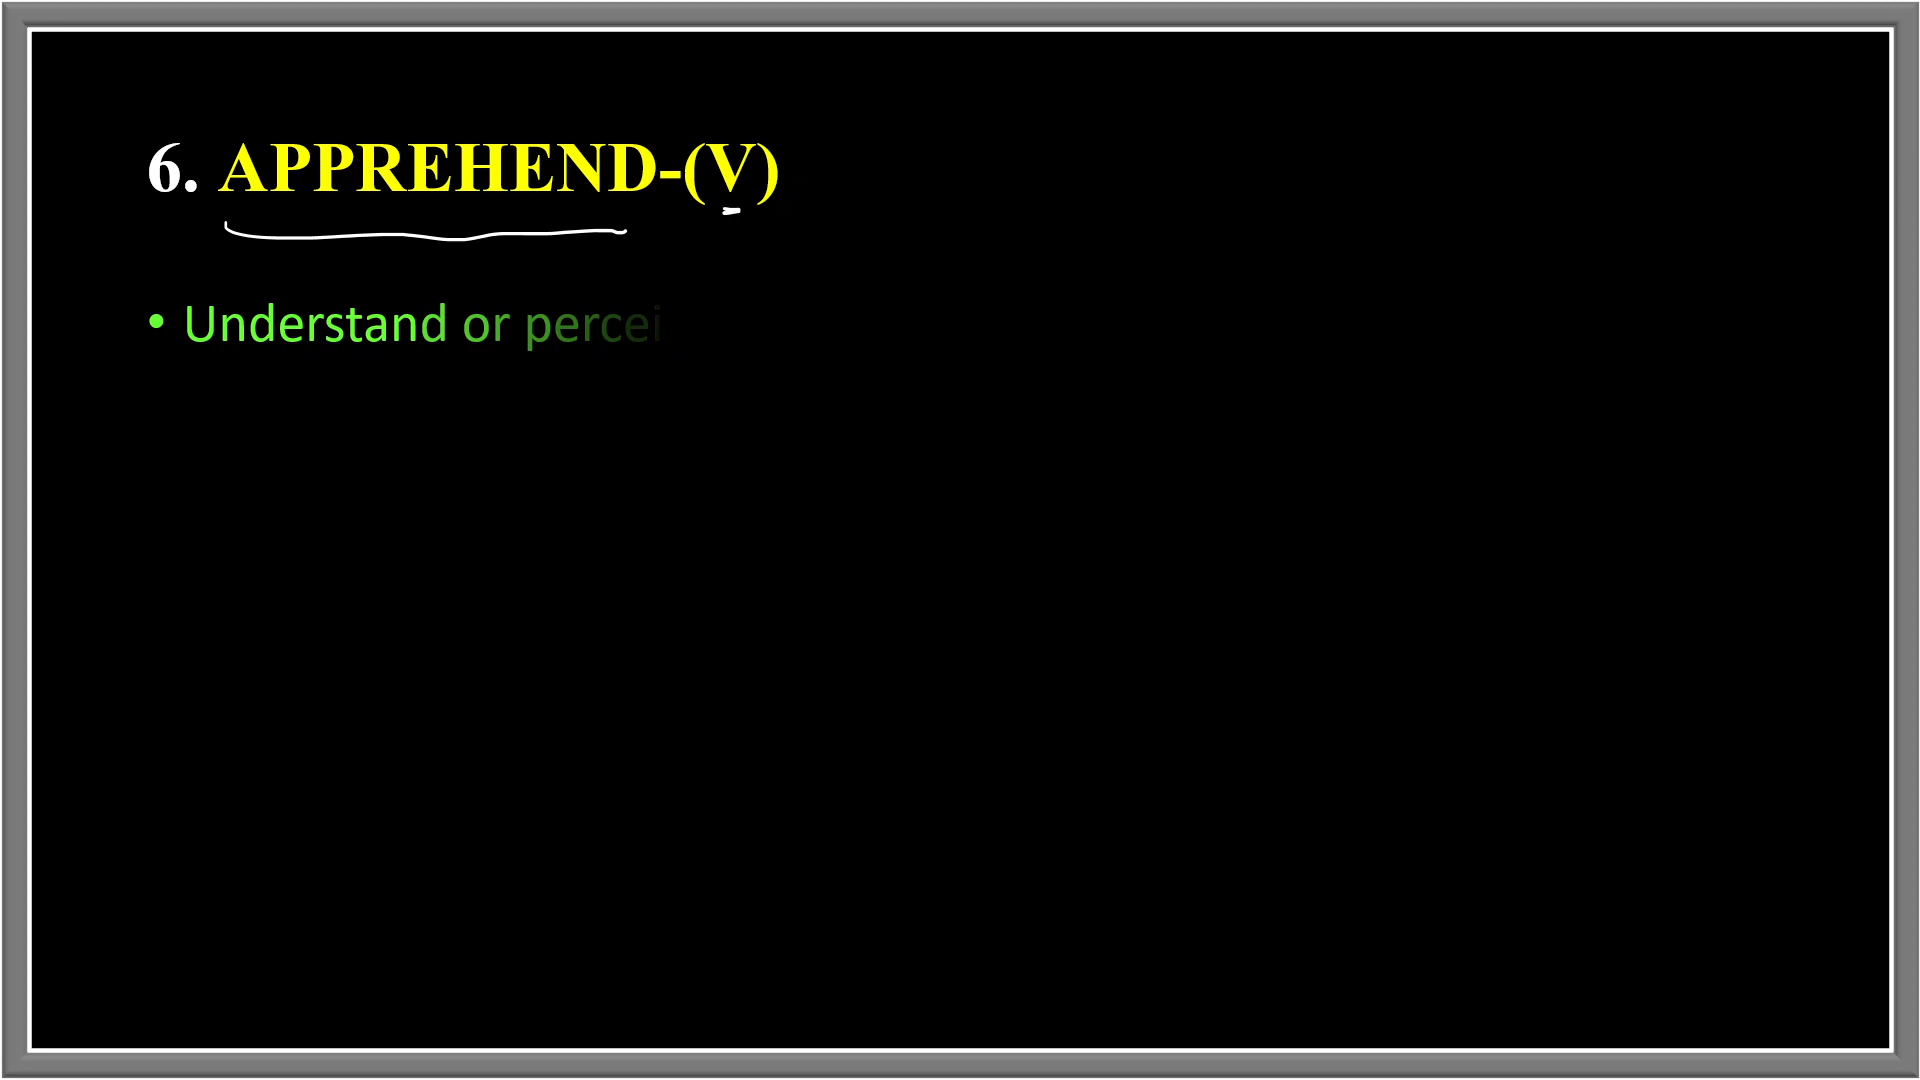 6. APPREHEND-(V)
• Understand or percei